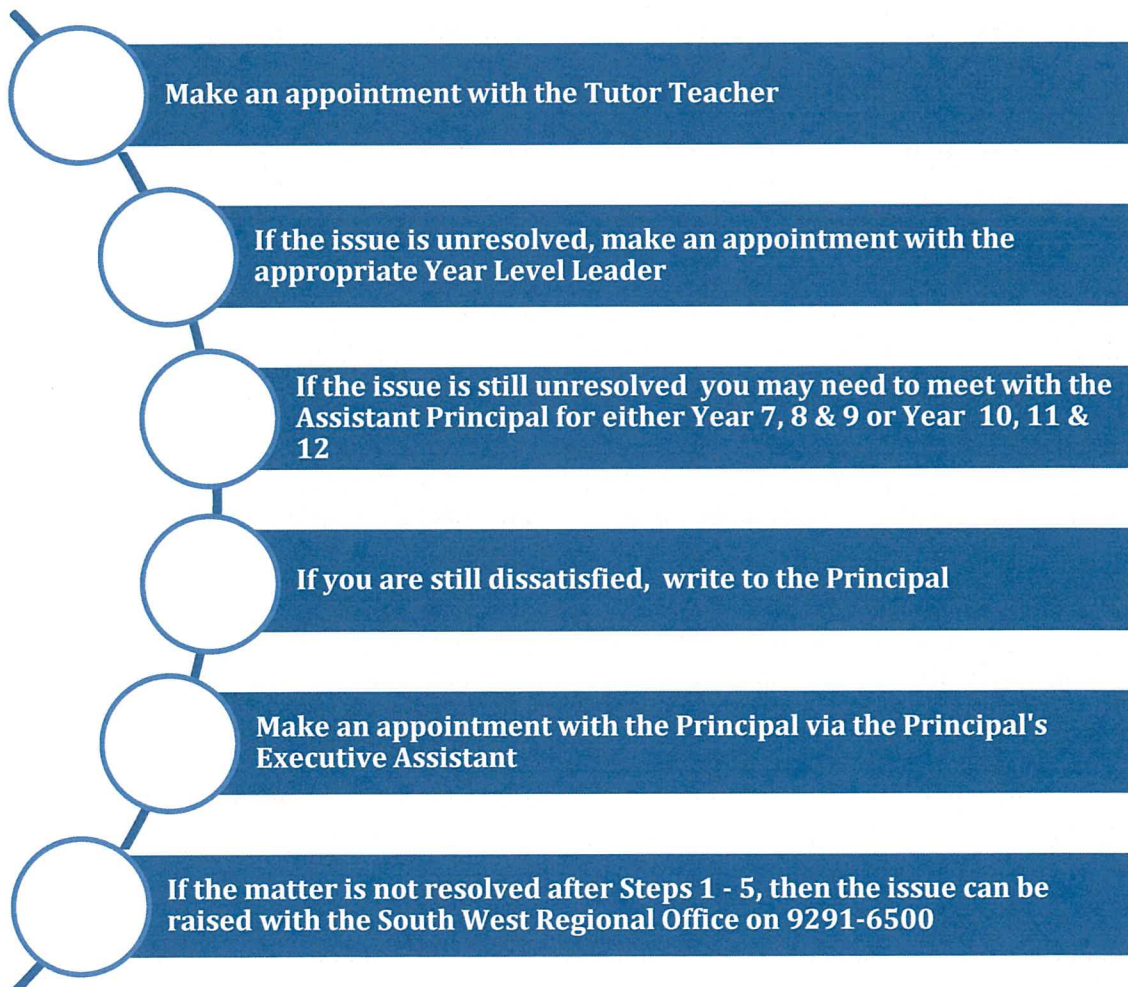 Make an appointment with the Tutor Teacher
If the issue is unresolved, make an appointment with the
appropriate Year Level Leader
If the issue is still unresolved  you may need to meet with the
Assistant Principal for either Year 7, 8 & 9 or Year  10, 11 &
12
If you are still dissatisfied,  write to the Principal
Make an appointment with the Principal via the Principal's
Executive Assistant
If the matter is not resolved after Steps 1 - 5, then the issue can be
raised with the South West Regional Office on 9291-6500